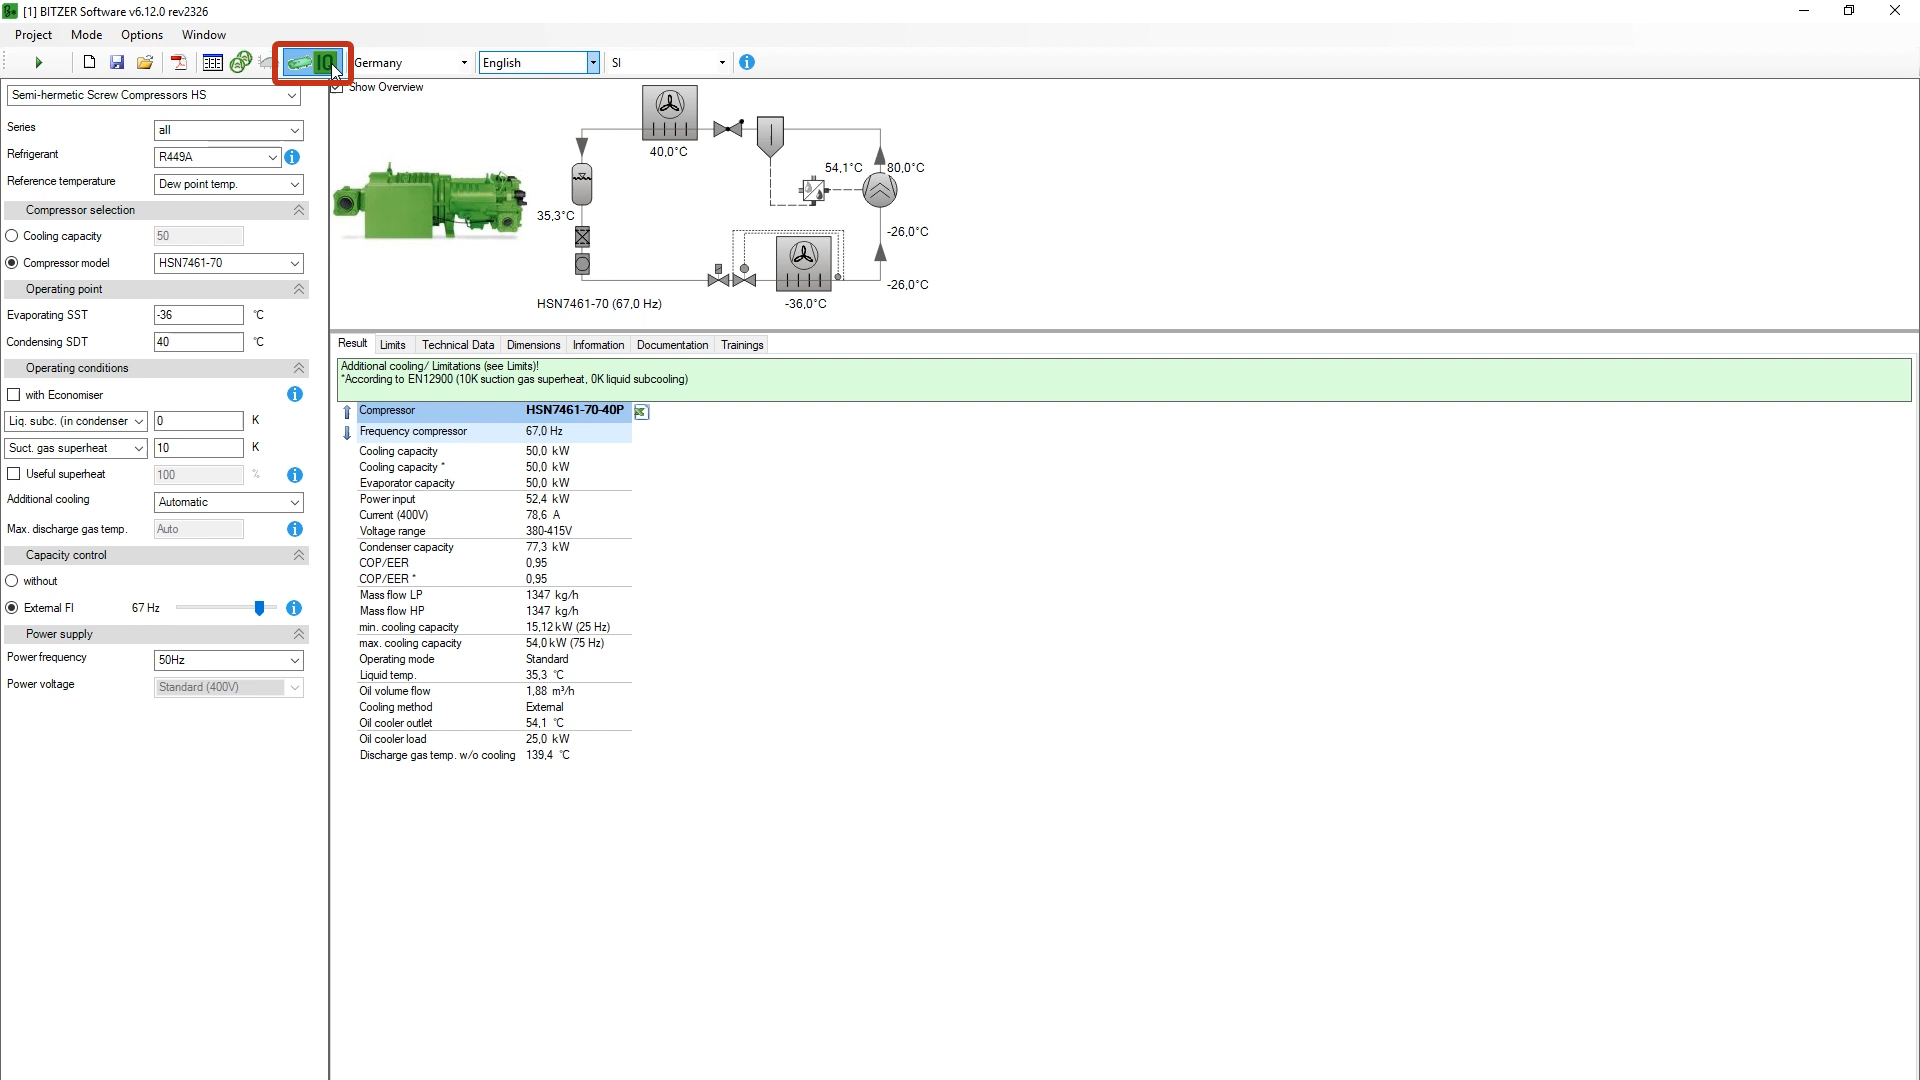 [1] BITZER Software v6.12.0 rev2326
Project Mode Options Window
IQ Germany English SI
Semi-hermetic Screw Compressors HS
Series all
Refrigerant R449A
Reference temperature Dew point temp.
Compressor selection
Cooling capacity 50
Compressor model HSN7461-70
Operating point
Evaporating SST -36 °C
Condensing SDT 40 °C
Operating conditions
with Economiser
Liq. subc. (in condenser 0 K
Suct. gas superheat 10 K
Useful superheat 100 %
Additional cooling Automatic
Max. discharge gas temp. Auto
Capacity control
without
External FI 67 Hz
Power supply
Power frequency 50Hz
Power voltage Standard (400V)
Show Overview
40,0°C
54,1°C 80,0°C
35,3°C
-26,0°C
-26,0°C
HSN7461-70 (67,0 Hz) -36,0°C
Result Limits Technical Data Dimensions Information Documentation Trainings
Additional cooling/ Limitations (see Limits)!
*According to EN12900 (10K suction gas superheat, 0K liquid subcooling)
Compressor HSN7461-70-40P
Frequency compressor 67,0 Hz
Cooling capacity 50,0 kW
Cooling capacity * 50,0 kW
Evaporator capacity 50,0 kW
Power input 52,4 kW
Current (400V) 78,6 A
Voltage range 380-415V
Condenser capacity 77,3 kW
COP/EER 0,95
COP/EER * 0,95
Mass flow LP 1347 kg/h
Mass flow HP 1347 kg/h
min. cooling capacity 15,12 kW (25 Hz)
max. cooling capacity 54,0 kW (75 Hz)
Operating mode Standard
Liquid temp. 35,3 °C
Oil volume flow 1,88 m³/h
Cooling method External
Oil cooler outlet 54,1 °C
Oil cooler load 25,0 kW
Discharge gas temp. w/o cooling 139,4 °C